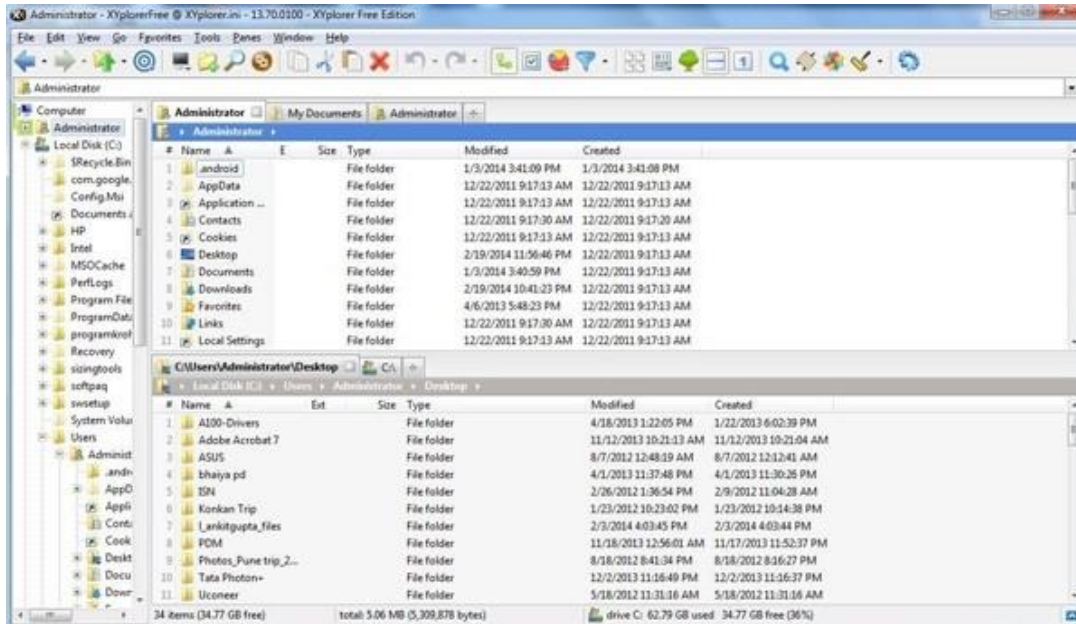 Administrator - XYplorerFree @ XYplorer.ini - 13.70.0100 - XYplorer Free Edition
File Edit View Go Favorites Tools Panes Window Help
Administrator
Computer
Administrator
Local Disk (C:)
$Recycle.Bin
com.google.
Config.Msi
Documents a
HP
Intel
MSOCache
PerfLogs
Program File
ProgramData
Recovery
sizingtools
softpaq
swsetup
System Volu
Users
Administ
.andr
AppD
Appli
Conta
Cook
Deskt
Docu
Down
Administrator My Documents Administrator
Administrator
# Name E Size Type Modified Created
1 .android File folder 1/3/2014 3:41:09 PM 1/3/2014 3:41:08 PM
2 AppData File folder 12/22/2011 9:17:13 AM 12/22/2011 9:17:13 AM
3 Application ... File folder 12/22/2011 9:17:13 AM 12/22/2011 9:17:13 AM
4 Contacts File folder 12/22/2011 9:17:30 AM 12/22/2011 9:17:20 AM
5 Cookies File folder 12/22/2011 9:17:13 AM 12/22/2011 9:17:13 AM
6 Desktop File folder 2/19/2014 11:56:46 PM 12/22/2011 9:17:13 AM
7 Documents File folder 1/3/2014 3:40:59 PM 12/22/2011 9:17:13 AM
8 Downloads File folder 2/19/2014 10:41:23 PM 12/22/2011 9:17:13 AM
9 Favorites File folder 4/6/2013 5:48:23 PM 12/22/2011 9:17:13 AM
10 Links File folder 12/22/2011 9:17:30 AM 12/22/2011 9:17:13 AM
11 Local Settings File folder 12/22/2011 9:17:13 AM 12/22/2011 9:17:13 AM
C:\Users\Administrator\Desktop C:\
Local Disk (C:) Users Administrator Desktop
# Name Ext Size Type Modified Created
1 A100-Drivers File folder 4/18/2013 1:22:05 PM 1/22/2013 6:02:39 PM
2 Adobe Acrobat 7 File folder 11/12/2013 10:21:13 AM 11/12/2013 10:21:04 AM
3 ASUS File folder 8/7/2012 12:48:19 AM 8/7/2012 12:12:41 AM
4 bhaiya pd File folder 4/1/2013 11:37:48 PM 4/1/2013 11:30:26 PM
5 ISN File folder 2/26/2012 1:36:54 PM 2/9/2012 11:04:28 AM
6 Konkan Trip File folder 1/23/2012 10:23:02 PM 1/23/2012 10:14:38 PM
7 l_ankitgupta_files File folder 2/3/2014 4:03:45 PM 2/3/2014 4:03:44 PM
8 PDM File folder 11/18/2013 12:56:01 AM 11/17/2013 11:52:37 PM
9 Photos_Pune trip_2... File folder 8/18/2012 8:41:34 PM 8/18/2012 8:16:27 PM
10 Tata Photon+ File folder 12/2/2013 11:16:49 PM 12/2/2013 11:16:37 PM
11 Uconeer File folder 5/18/2012 11:31:16 AM 5/18/2012 11:31:16 AM
34 items (34.77 GB free) total: 5.06 MB (5,309,878 bytes) drive C: 62.79 GB used 34.77 GB free (36%)